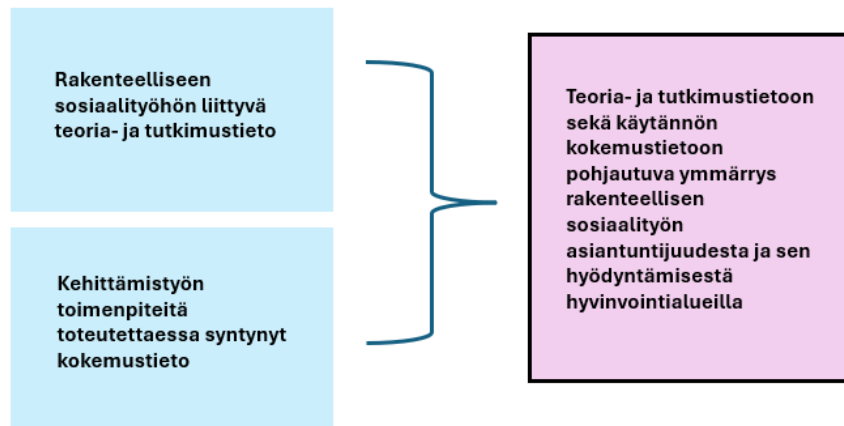 Rakenteelliseen
sosiaalityöhön liittyvä
teoria- ja tutkimustieto
Kehittämistyön
toimenpiteitä
toteutettaessa syntynyt
kokemustieto
Teoria- ja tutkimustietoon
sekä käytännön
kokemustietoon
pohjautuva ymmärrys
rakenteellisen
sosiaalityön
asiantuntijuudesta ja sen
hyödyntämisestä
hyvinvointialueilla